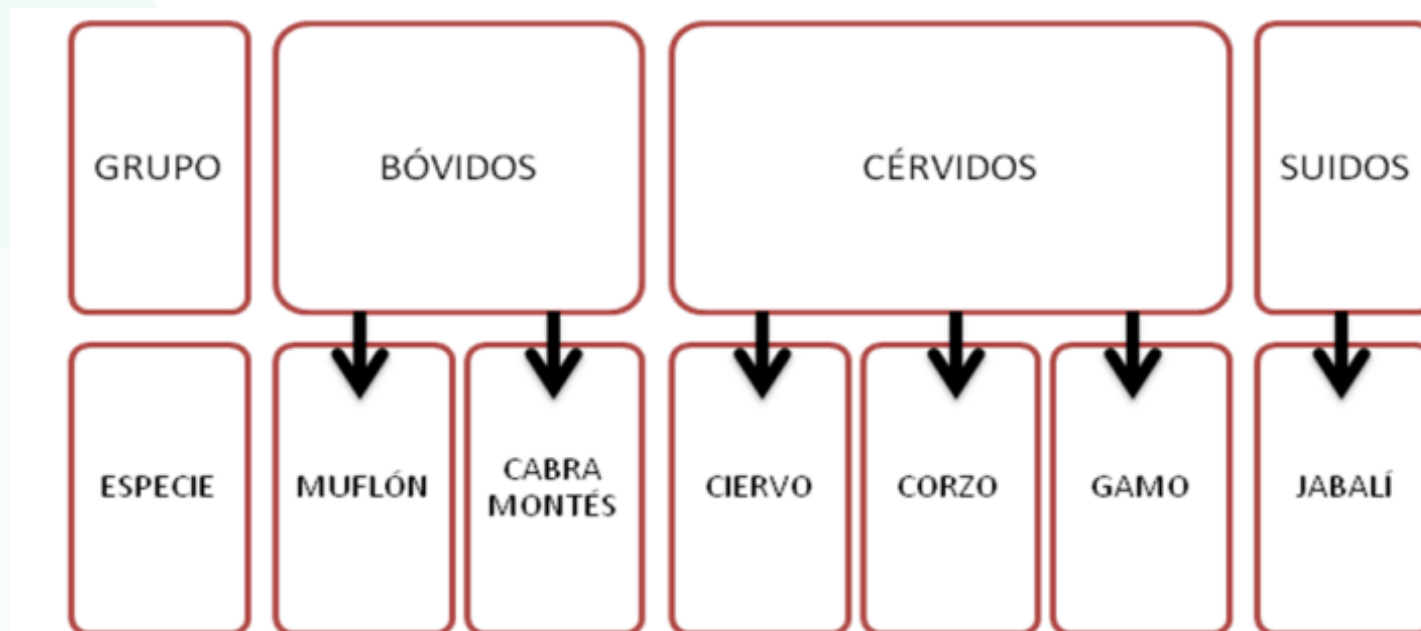 GRUPO
BÓVIDOS
CÉRVIDOS
SUIDOS
ESPECIE
MUFLÓN
CABRA
MONTÉS
CIERVO
CORZO
GAMO
JABALÍ